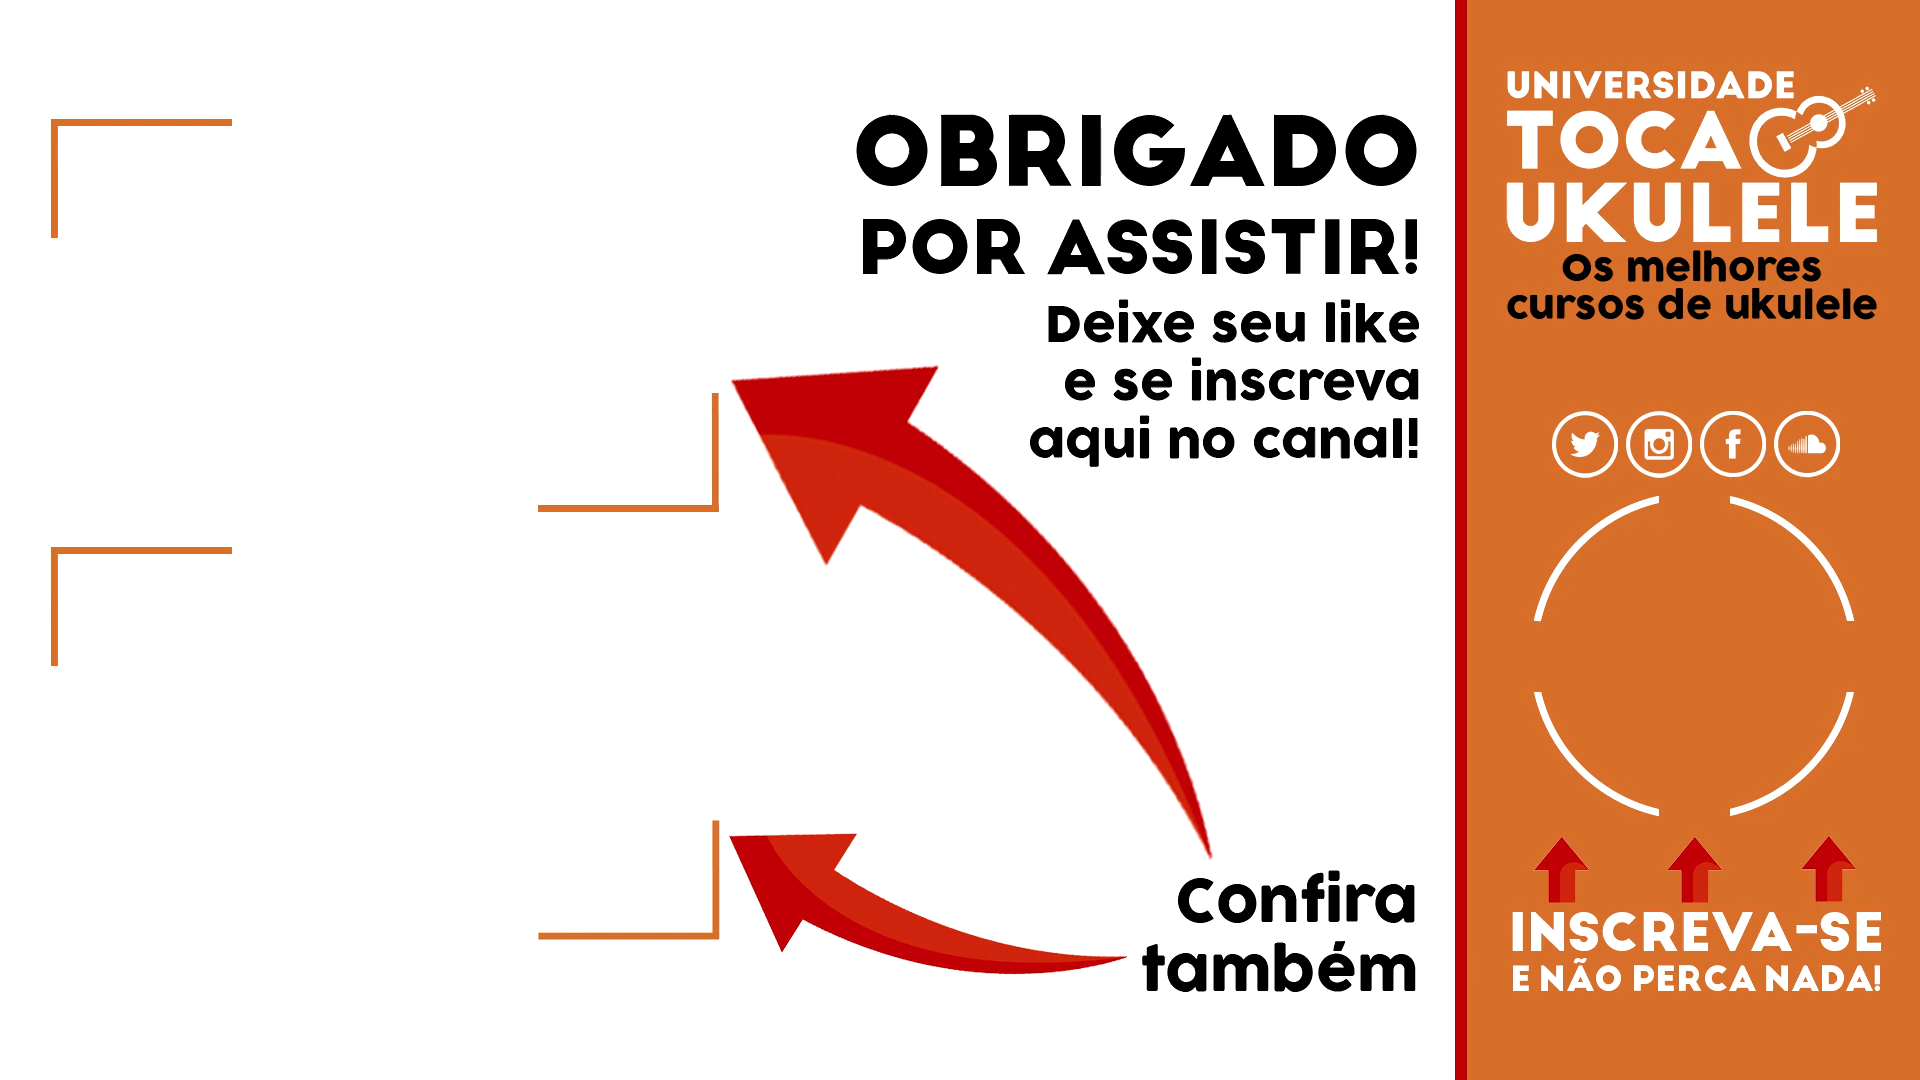 OBRIGADO
POR ASSISTIR!
Deixe seu like
e se inscreva
aqui no canal!
Confira
também
UNIVERSIDADE
TOCA
UKULELE
Os melhores
cursos de ukulele
INSCREVA-SE
E NÃO PERCA NADA!